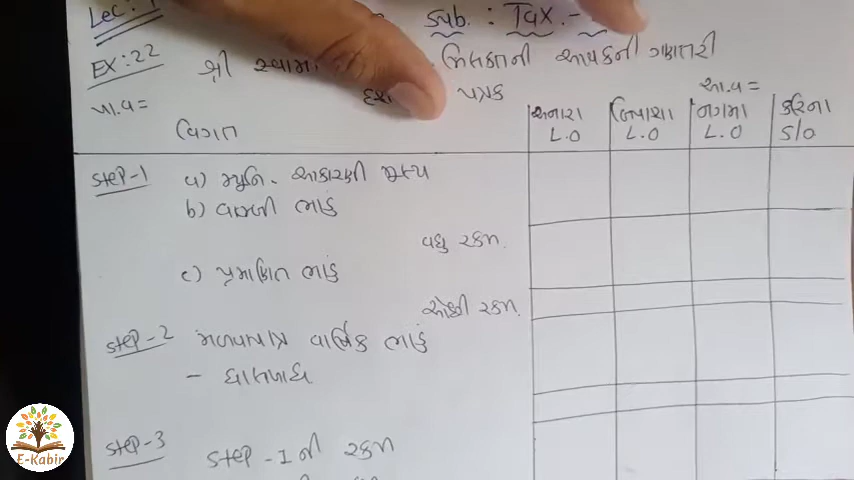 Lec: 1
Sub. : Tax. -
EX: 22
શ્રી
મિલકતની આવકની ગણતરી
પત્રક
પા.વ= આ.વ=
વિગત
અનારા L.O
બિપાશા L.O
નગમા L.O
કરિના S/O
Step-1 a) મ્યુનિ. આકારણી મૂલ્ય
b) વાજબી ભાડું
વધુ રકમ.
c) પ્રમાણિત ભાડું
ઓછી રકમ.
Step-2 મળવાપાત્ર વાર્ષિક ભાડું
- ઘાલખાધ
Step-3 Step-1 ની રકમ
E-Kabir